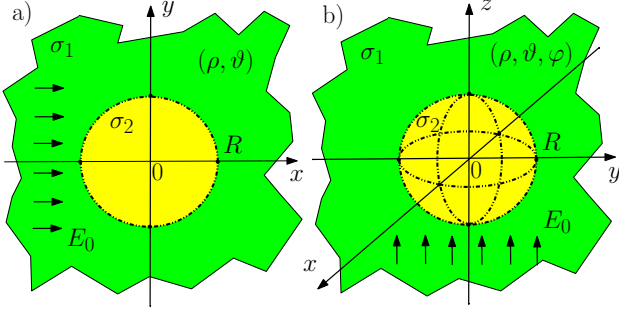 a)
y
σ₁
(ρ, ϑ)
σ₂
R
0
x
E₀
b)
z
σ₁
(ρ, ϑ, φ)
σ₂
R
0
y
E₀
x